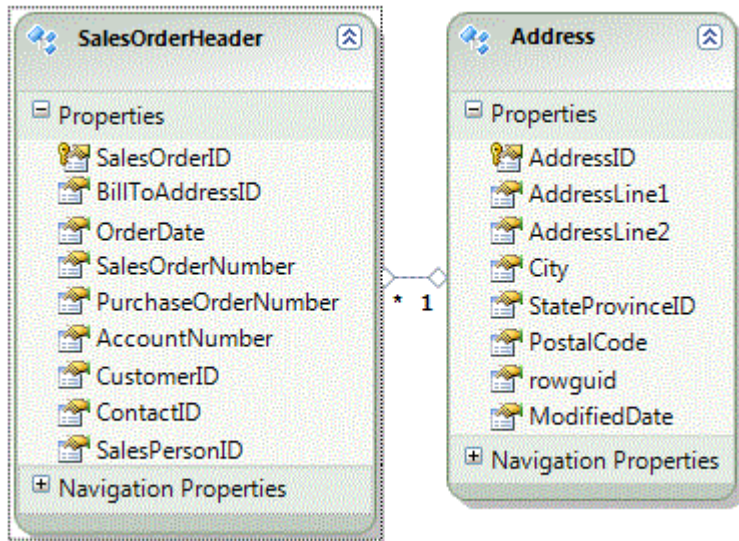 SalesOrderHeader
Properties
SalesOrderID
BillToAddressID
OrderDate
SalesOrderNumber
PurchaseOrderNumber
AccountNumber
CustomerID
ContactID
SalesPersonID
Navigation Properties
* 1
Address
Properties
AddressID
AddressLine1
AddressLine2
City
StateProvinceID
PostalCode
rowguid
ModifiedDate
Navigation Properties